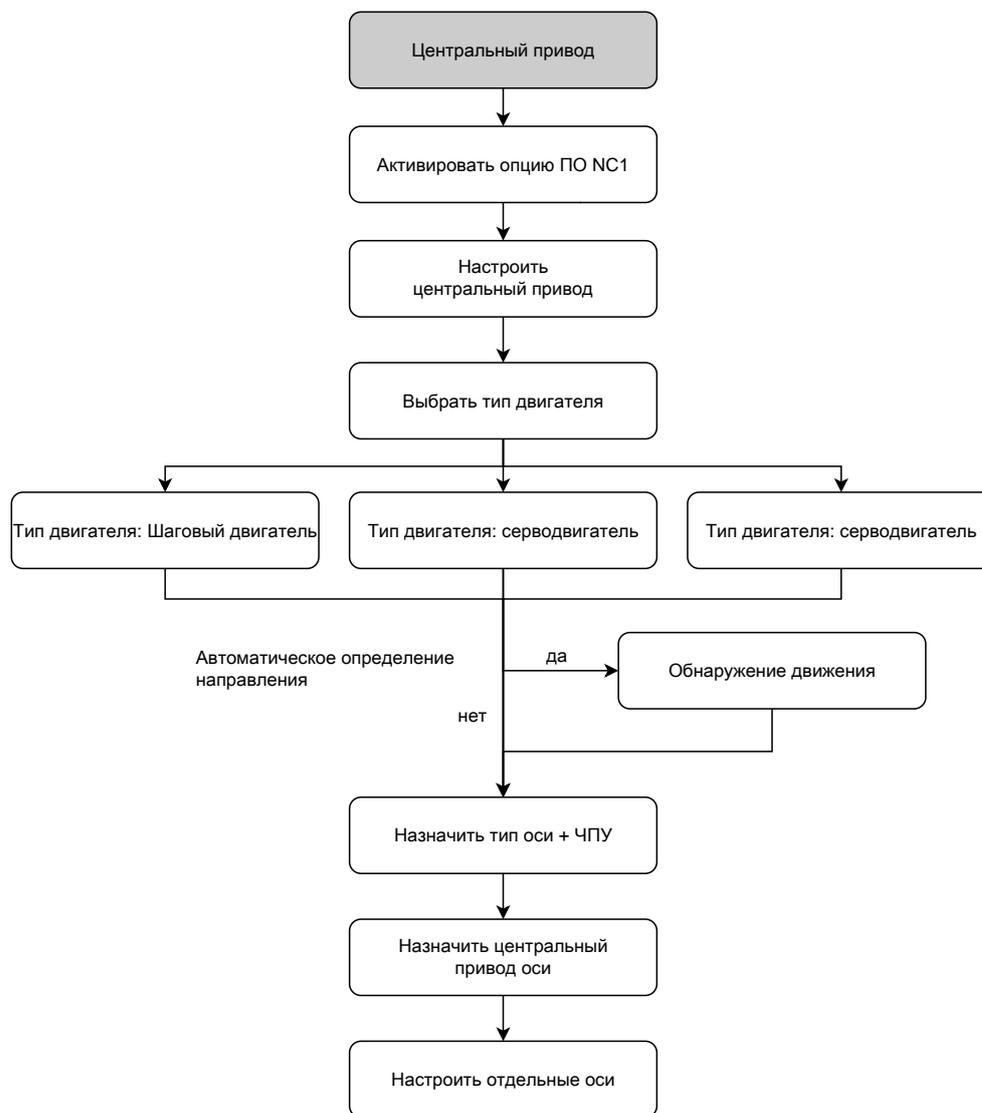 Центральный привод
Активировать опцию ПО NC1
Настроить
центральный привод
Выбрать тип двигателя
Тип двигателя: Шаговый двигатель
Тип двигателя: серводвигатель
Тип двигателя: серводвигатель
Автоматическое определение
направления
да
Обнаружение движения
нет
Назначить тип оси + ЧПУ
Назначить центральный
привод оси
Настроить отдельные оси